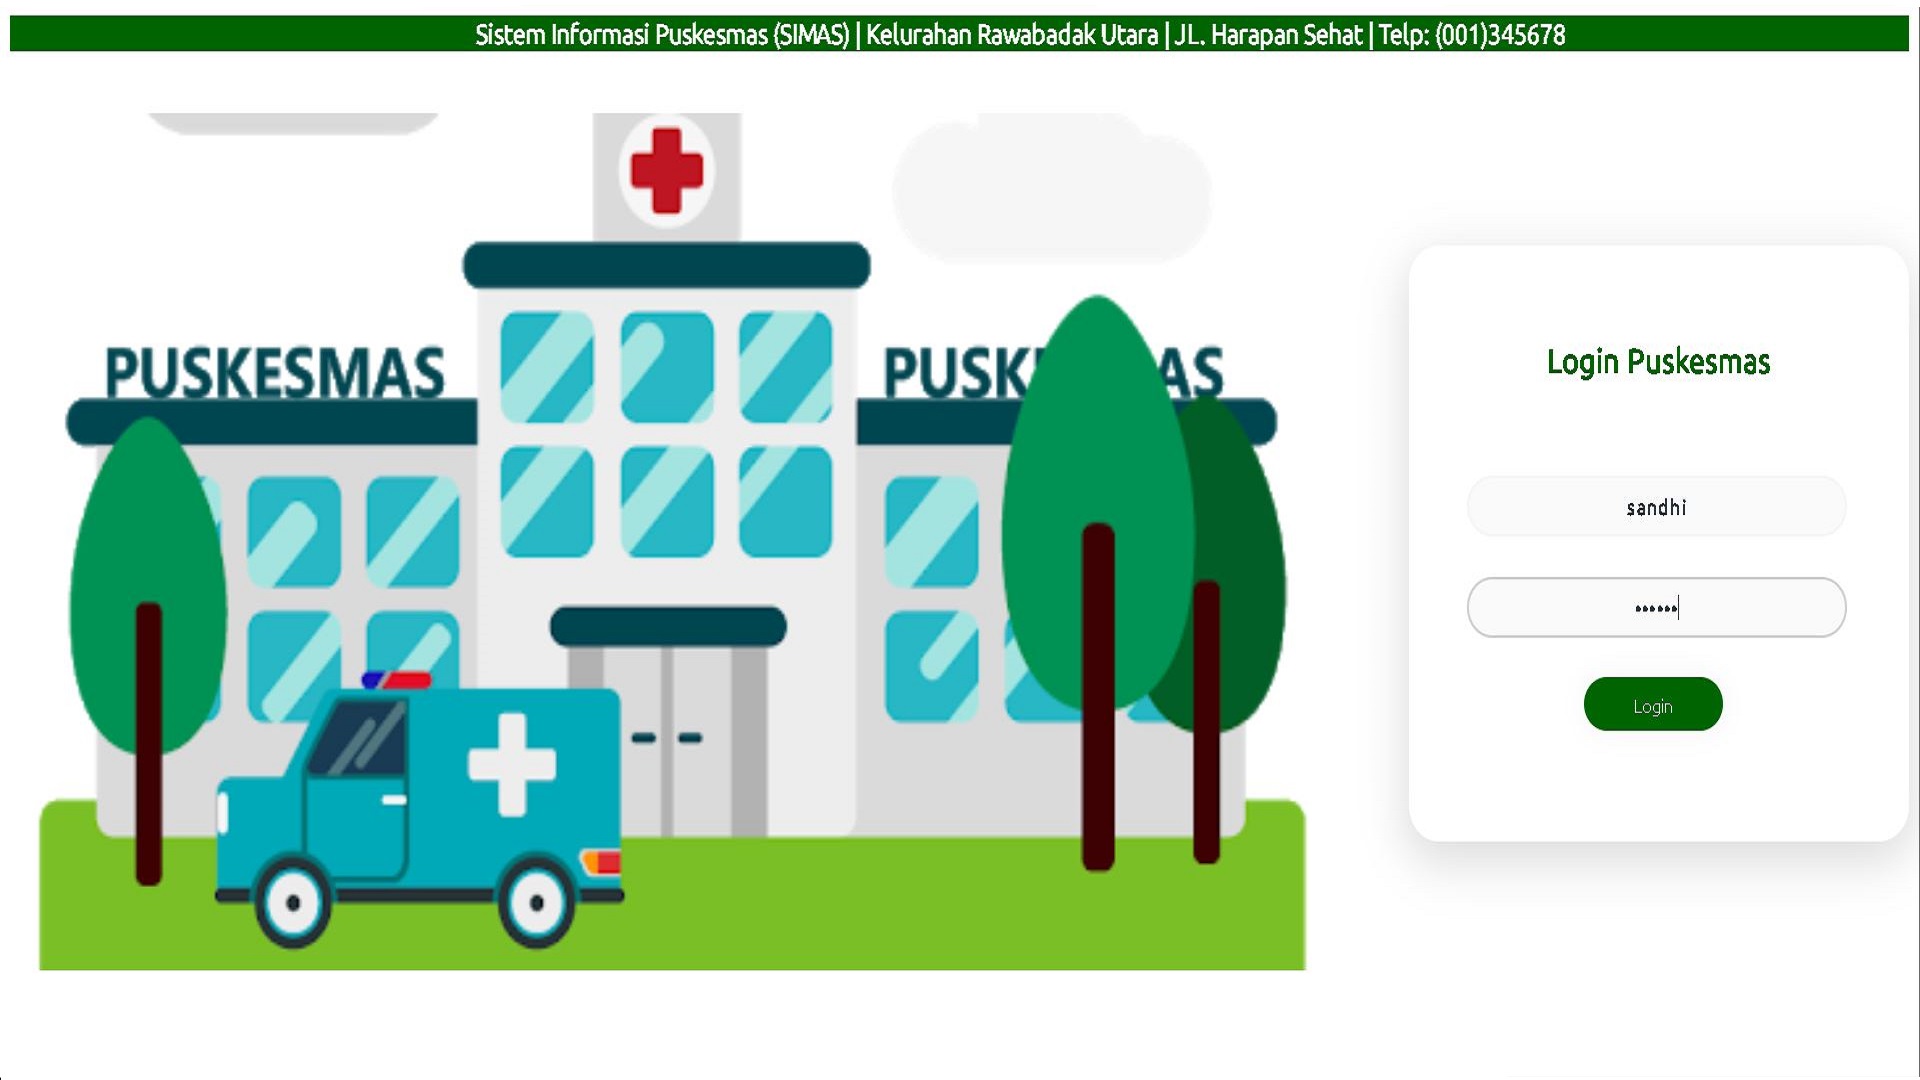 Sistem Informasi Puskesmas (SIMAS) | Kelurahan Rawabadak Utara | JL. Harapan Sehat | Telp: (001)345678
PUSKESMAS
PUSK AS
Login Puskesmas
sandhi
••••••
Login